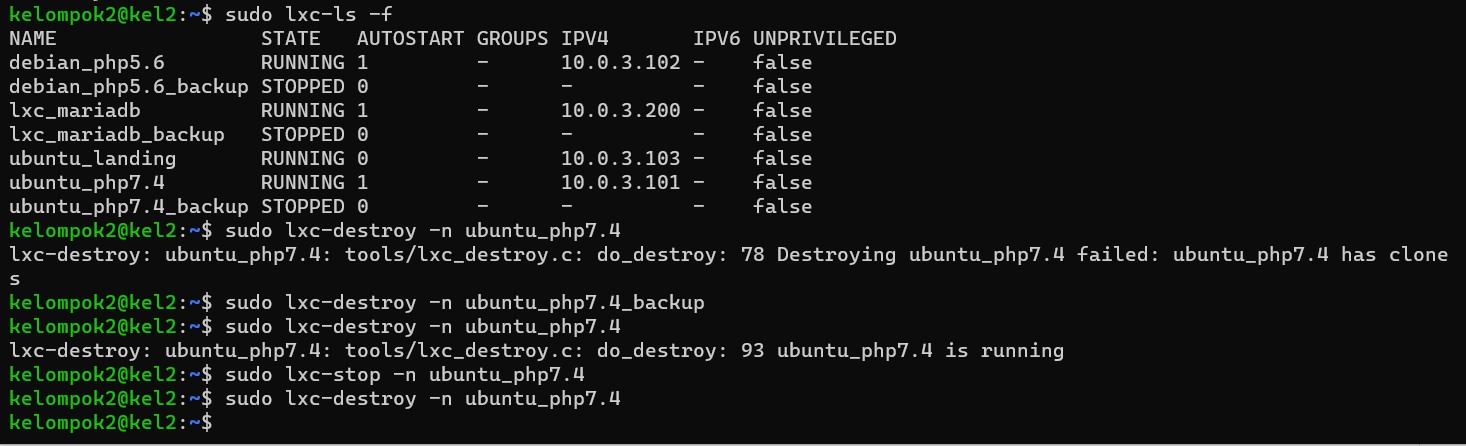 kelompok2@kel2:~$ sudo lxc-ls -f
NAME                 STATE   AUTOSTART GROUPS IPV4       IPV6 UNPRIVILEGED
debian_php5.6        RUNNING 1         -      10.0.3.102 -    false
debian_php5.6_backup STOPPED 0         -      -          -    false
lxc_mariadb          RUNNING 1         -      10.0.3.200 -    false
lxc_mariadb_backup   STOPPED 0         -      -          -    false
ubuntu_landing       RUNNING 0         -      10.0.3.103 -    false
ubuntu_php7.4        RUNNING 1         -      10.0.3.101 -    false
ubuntu_php7.4_backup STOPPED 0         -      -          -    false
kelompok2@kel2:~$ sudo lxc-destroy -n ubuntu_php7.4
lxc-destroy: ubuntu_php7.4: tools/lxc_destroy.c: do_destroy: 78 Destroying ubuntu_php7.4 failed: ubuntu_php7.4 has clone
s
kelompok2@kel2:~$ sudo lxc-destroy -n ubuntu_php7.4_backup
kelompok2@kel2:~$ sudo lxc-destroy -n ubuntu_php7.4
lxc-destroy: ubuntu_php7.4: tools/lxc_destroy.c: do_destroy: 93 ubuntu_php7.4 is running
kelompok2@kel2:~$ sudo lxc-stop -n ubuntu_php7.4
kelompok2@kel2:~$ sudo lxc-destroy -n ubuntu_php7.4
kelompok2@kel2:~$